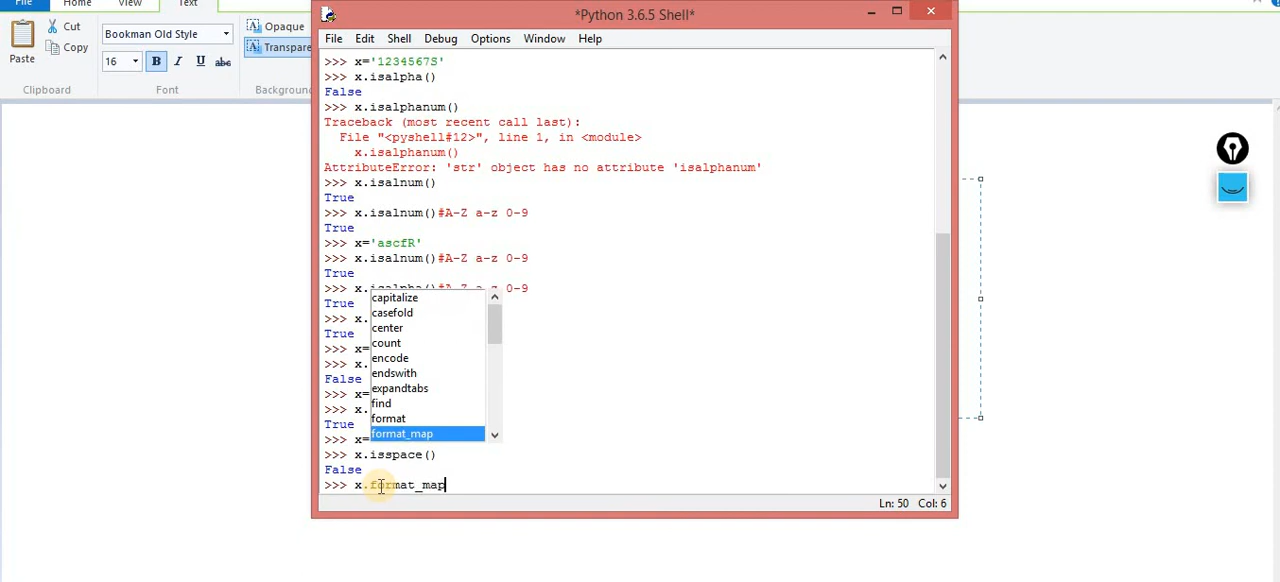 File Home View Text
Cut
Copy
Paste
Clipboard
Bookman Old Style
16 B I U abc
Font
Opaque
Transpare
Background
*Python 3.6.5 Shell*
File Edit Shell Debug Options Window Help
>>> x='1234567S'
>>> x.isalpha()
False
>>> x.isalphanum()
Traceback (most recent call last):
File "<pyshell#12>", line 1, in <module>
x.isalphanum()
AttributeError: 'str' object has no attribute 'isalphanum'
>>> x.isalnum()
True
>>> x.isalnum()#A-Z a-z 0-9
True
>>> x='ascfR'
>>> x.isalnum()#A-Z a-z 0-9
True
>>> x.isalpha()#A-Z a-z 0-9
True
>>> x.
True
>>> x=
>>> x.
False
>>> x=
>>> x.
True
>>> x=
>>> x.isspace()
False
>>> x.format_map
capitalize
casefold
center
count
encode
endswith
expandtabs
find
format
format_map
Ln: 50 Col: 6